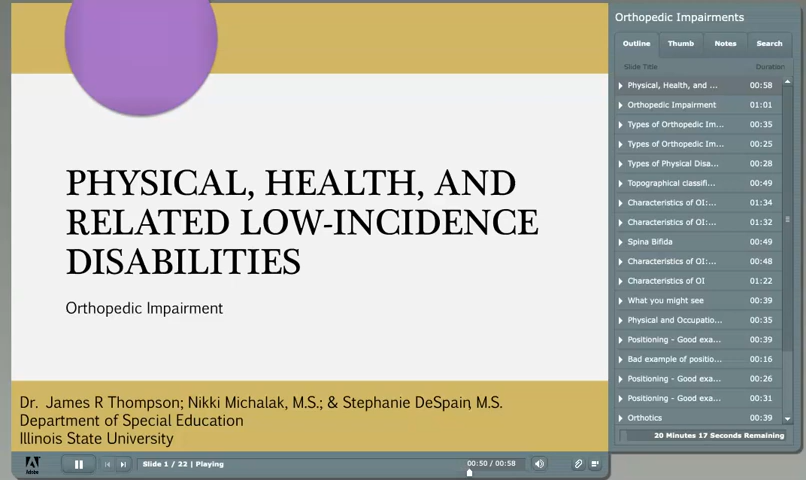 PHYSICAL, HEALTH, AND
RELATED LOW-INCIDENCE
DISABILITIES
Orthopedic Impairment
Dr. James R Thompson; Nikki Michalak, M.S.; & Stephanie DeSpain, M.S.
Department of Special Education
Illinois State University
Adobe
Slide 1 / 22 | Playing
00:50 / 00:58
Orthopedic Impairments
Outline Thumb Notes Search
Slide Title Duration
Physical, Health, and ... 00:58
Orthopedic Impairment 01:01
Types of Orthopedic Im... 00:35
Types of Orthopedic Im... 00:25
Types of Physical Disa... 00:28
Topographical classifi... 00:49
Characteristics of OI:... 01:34
Characteristics of OI:... 01:32
Spina Bifida 00:49
Characteristics of OI:... 00:48
Characteristics of OI 01:22
What you might see 00:39
Physical and Occupatio... 00:35
Positioning - Good exa... 00:39
Bad example of positio... 00:16
Positioning - Good exa... 00:26
Positioning - Good exa... 00:31
Orthotics 00:39
20 Minutes 17 Seconds Remaining